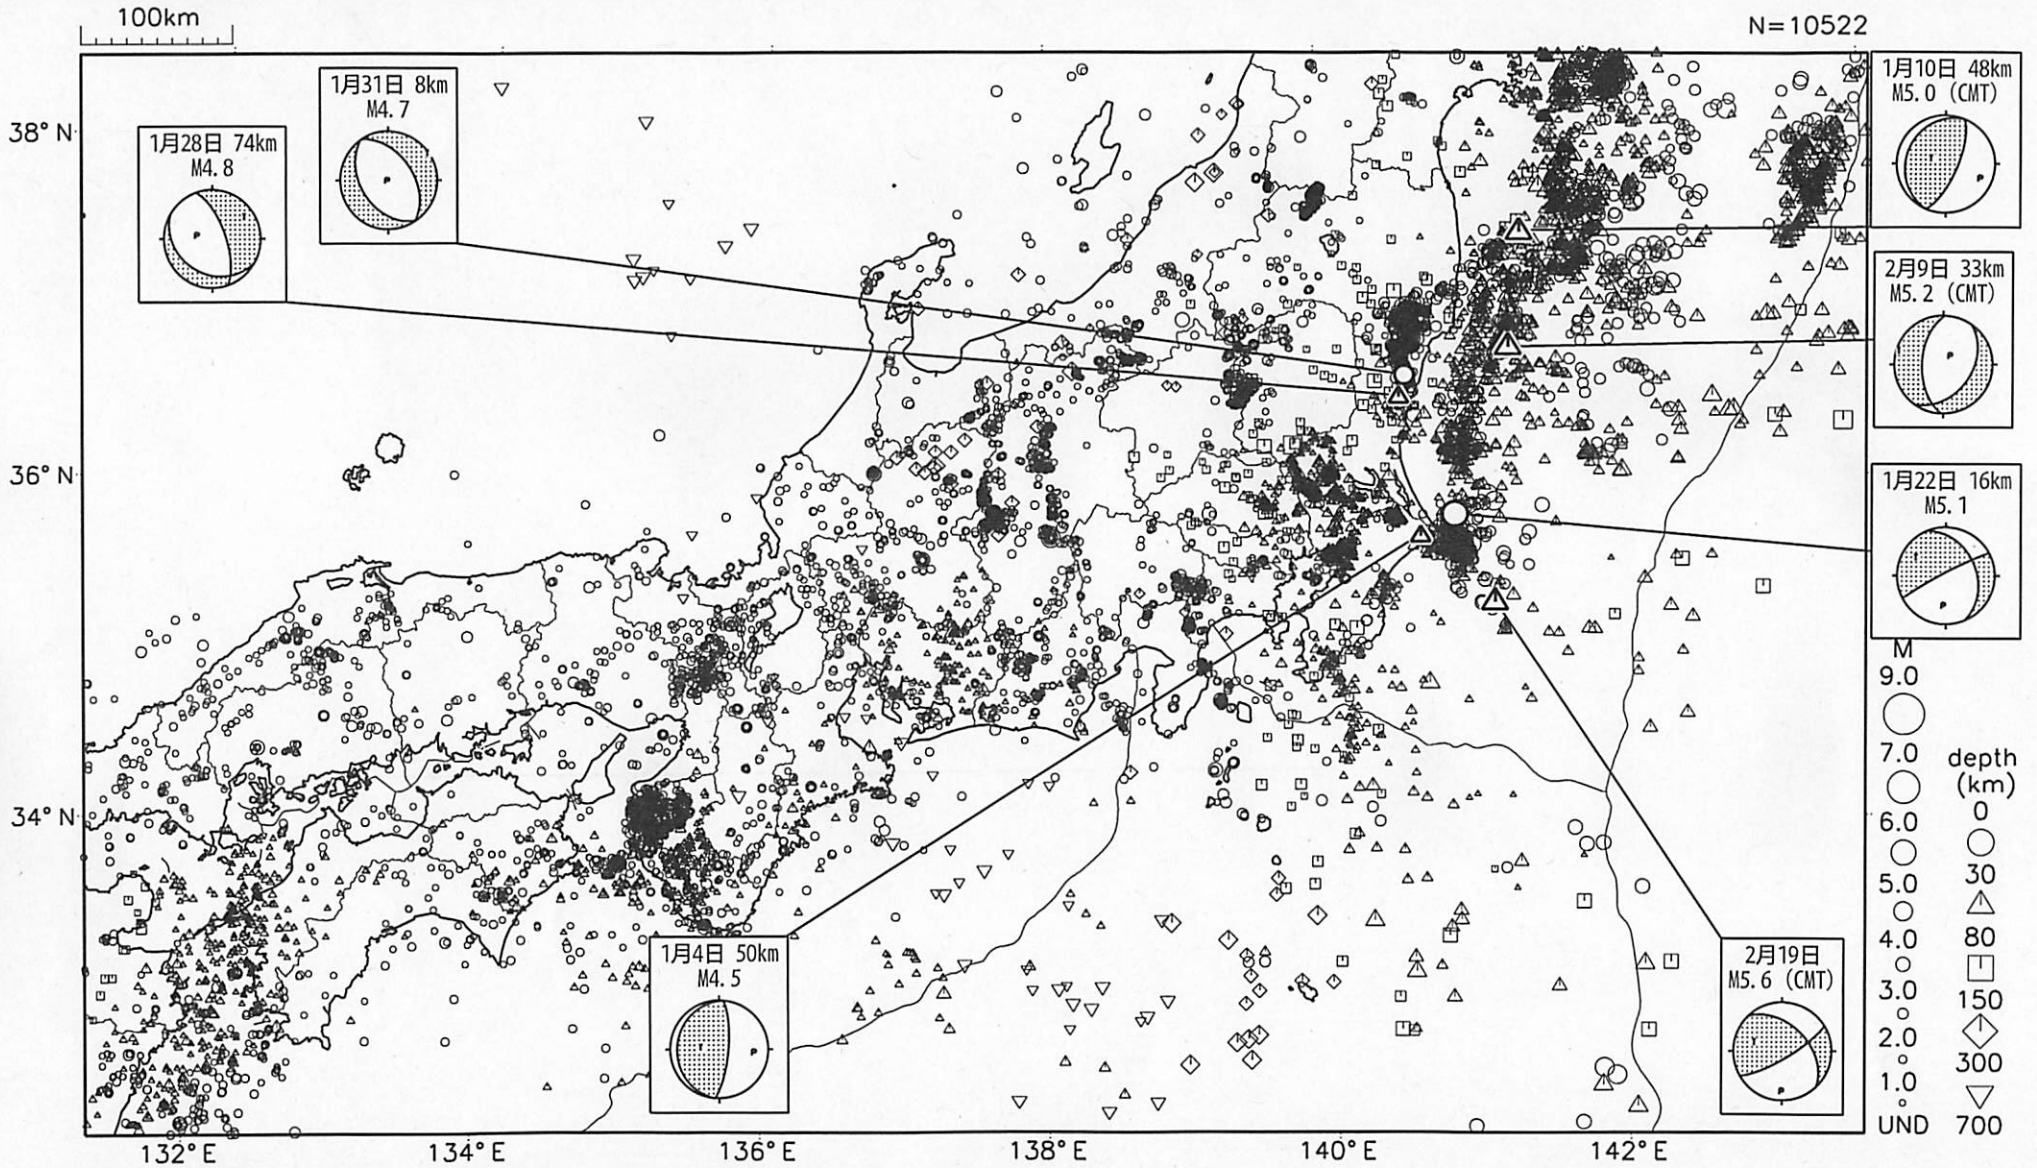 100km
N=10522
38°N
36°N
34°N
132°E
134°E
136°E
138°E
140°E
142°E
1月31日 8km
M4.7
P
1月28日 74km
M4.8
P
T
1月10日 48km
M5.0 (CMT)
T
P
2月9日 33km
M5.2 (CMT)
P
1月22日 16km
M5.1
T
P
1月4日 50km
M4.5
T
P
2月19日
M5.6 (CMT)
T
P
M
9.0
7.0
6.0
5.0
4.0
3.0
2.0
1.0
UND
depth
(km)
0
30
80
150
300
700